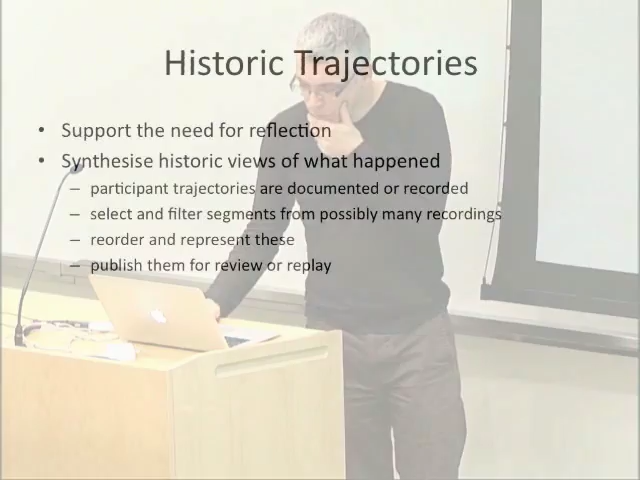 Historic Trajectories
• Support the need for reflection
• Synthesise historic views of what happened
– participant trajectories are documented or recorded
– select and filter segments from possibly many recordings
– reorder and represent these
– publish them for review or replay